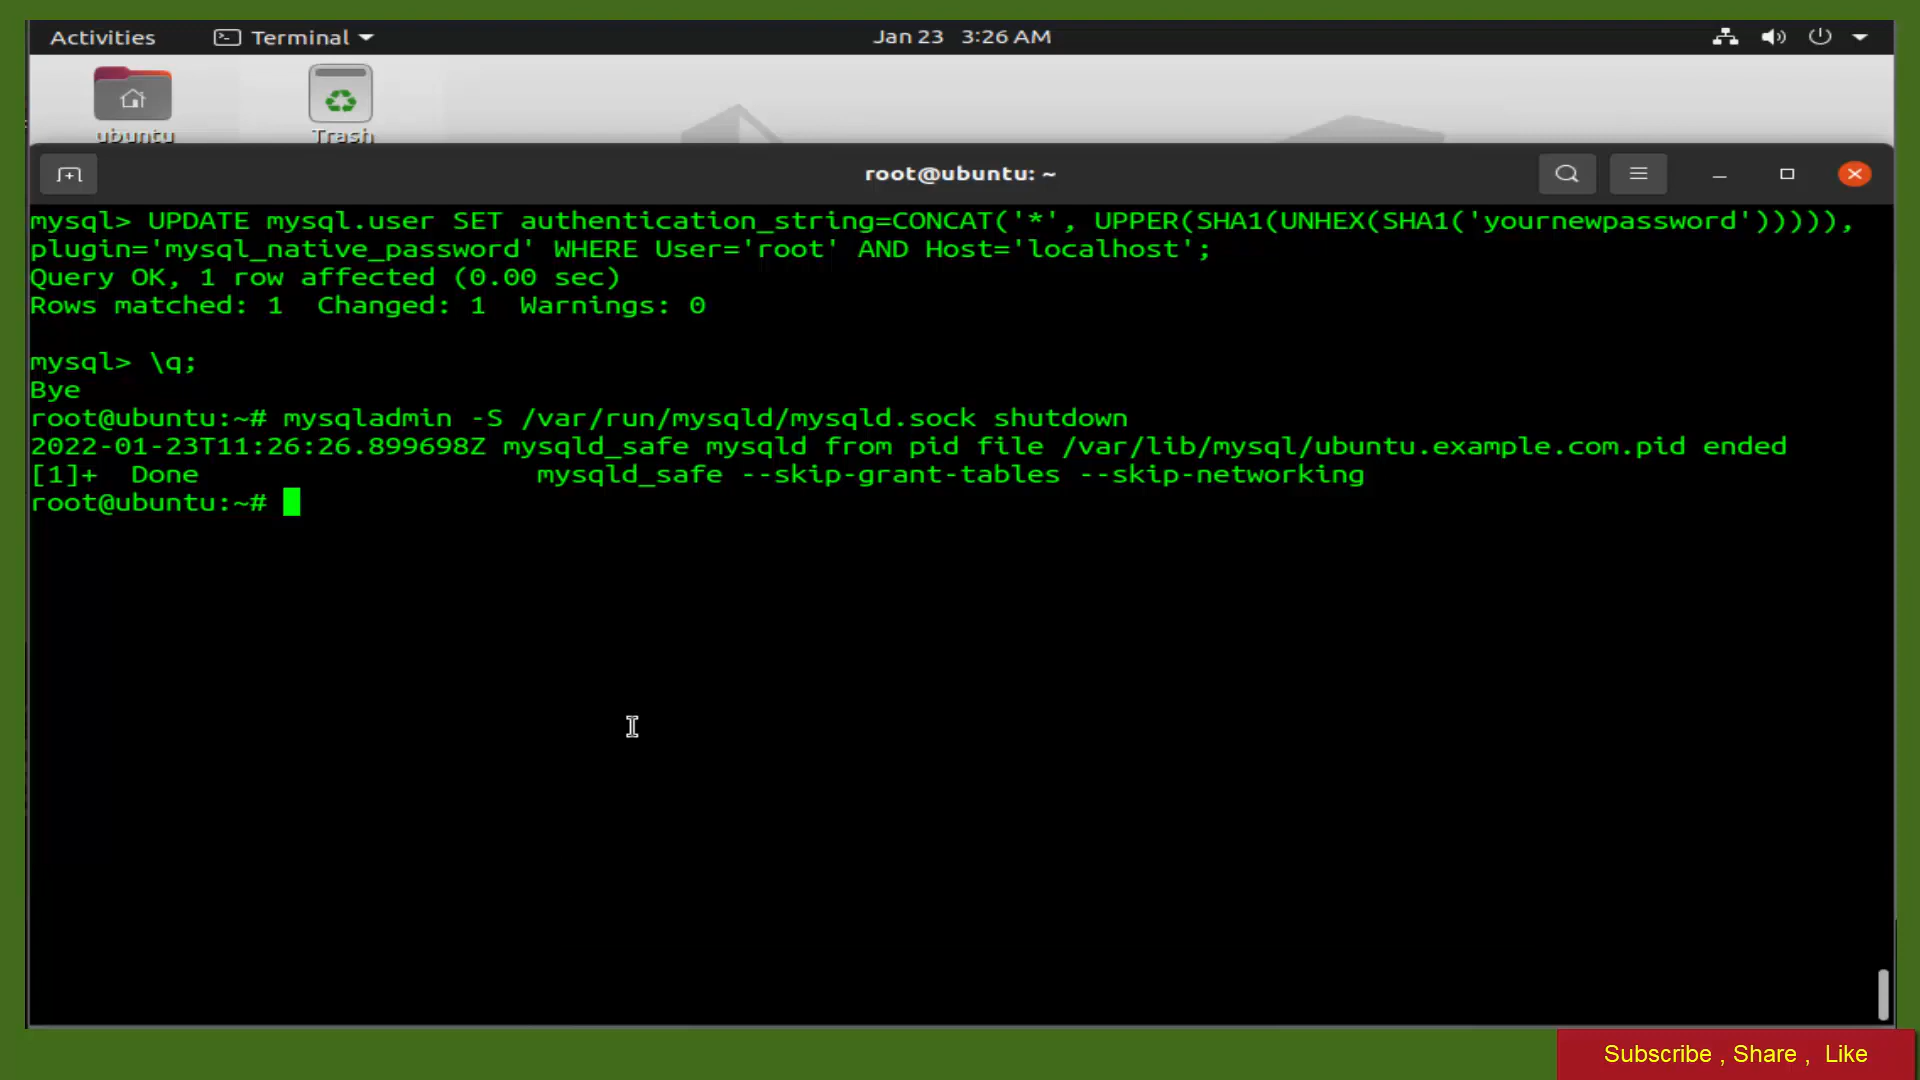 Activities Terminal Jan 23 3:26 AM
ubuntu Trash
root@ubuntu: ~
mysql> UPDATE mysql.user SET authentication_string=CONCAT('*', UPPER(SHA1(UNHEX(SHA1('yournewpassword'))))),
plugin='mysql_native_password' WHERE User='root' AND Host='localhost';
Query OK, 1 row affected (0.00 sec)
Rows matched: 1  Changed: 1  Warnings: 0
mysql> \q;
Bye
root@ubuntu:~# mysqladmin -S /var/run/mysqld/mysqld.sock shutdown
2022-01-23T11:26:26.899698Z mysqld_safe mysqld from pid file /var/lib/mysql/ubuntu.example.com.pid ended
[1]+  Done                    mysqld_safe --skip-grant-tables --skip-networking
root@ubuntu:~#
Subscribe , Share ,  Like